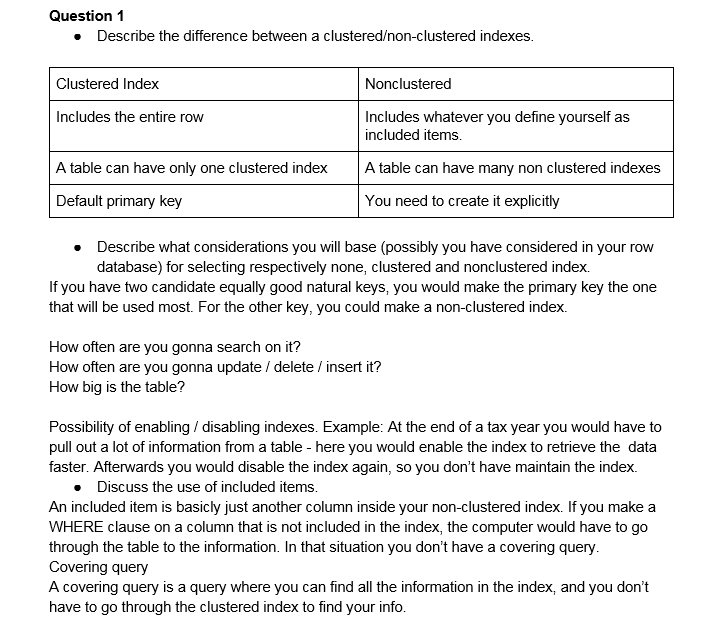 Question 1
• Describe the difference between a clustered/non-clustered indexes.
Clustered Index
Nonclustered
Includes the entire row
Includes whatever you define yourself as
included items.
A table can have only one clustered index
A table can have many non clustered indexes
Default primary key
You need to create it explicitly
• Describe what considerations you will base (possibly you have considered in your row
database) for selecting respectively none, clustered and nonclustered index.
If you have two candidate equally good natural keys, you would make the primary key the one
that will be used most. For the other key, you could make a non-clustered index.
How often are you gonna search on it?
How often are you gonna update / delete / insert it?
How big is the table?
Possibility of enabling / disabling indexes. Example: At the end of a tax year you would have to
pull out a lot of information from a table - here you would enable the index to retrieve the data
faster. Afterwards you would disable the index again, so you don't have maintain the index.
• Discuss the use of included items.
An included item is basicly just another column inside your non-clustered index. If you make a
WHERE clause on a column that is not included in the index, the computer would have to go
through the table to the information. In that situation you don't have a covering query.
Covering query
A covering query is a query where you can find all the information in the index, and you don't
have to go through the clustered index to find your info.